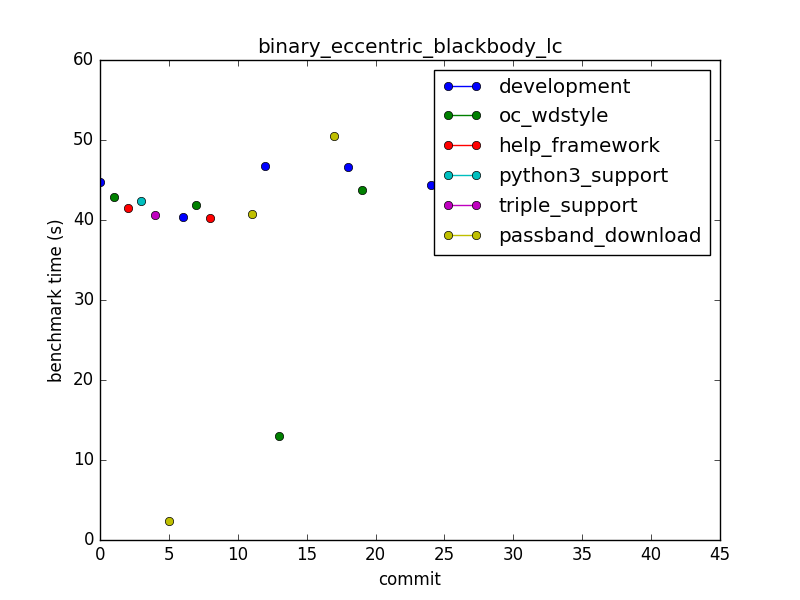 binary_eccentric_blackbody_lc
60
50
40
30
20
10
0
benchmark time (s)
development
oc_wdstyle
help_framework
python3_support
triple_support
passband_download
0 5 10 15 20 25 30 35 40 45
commit